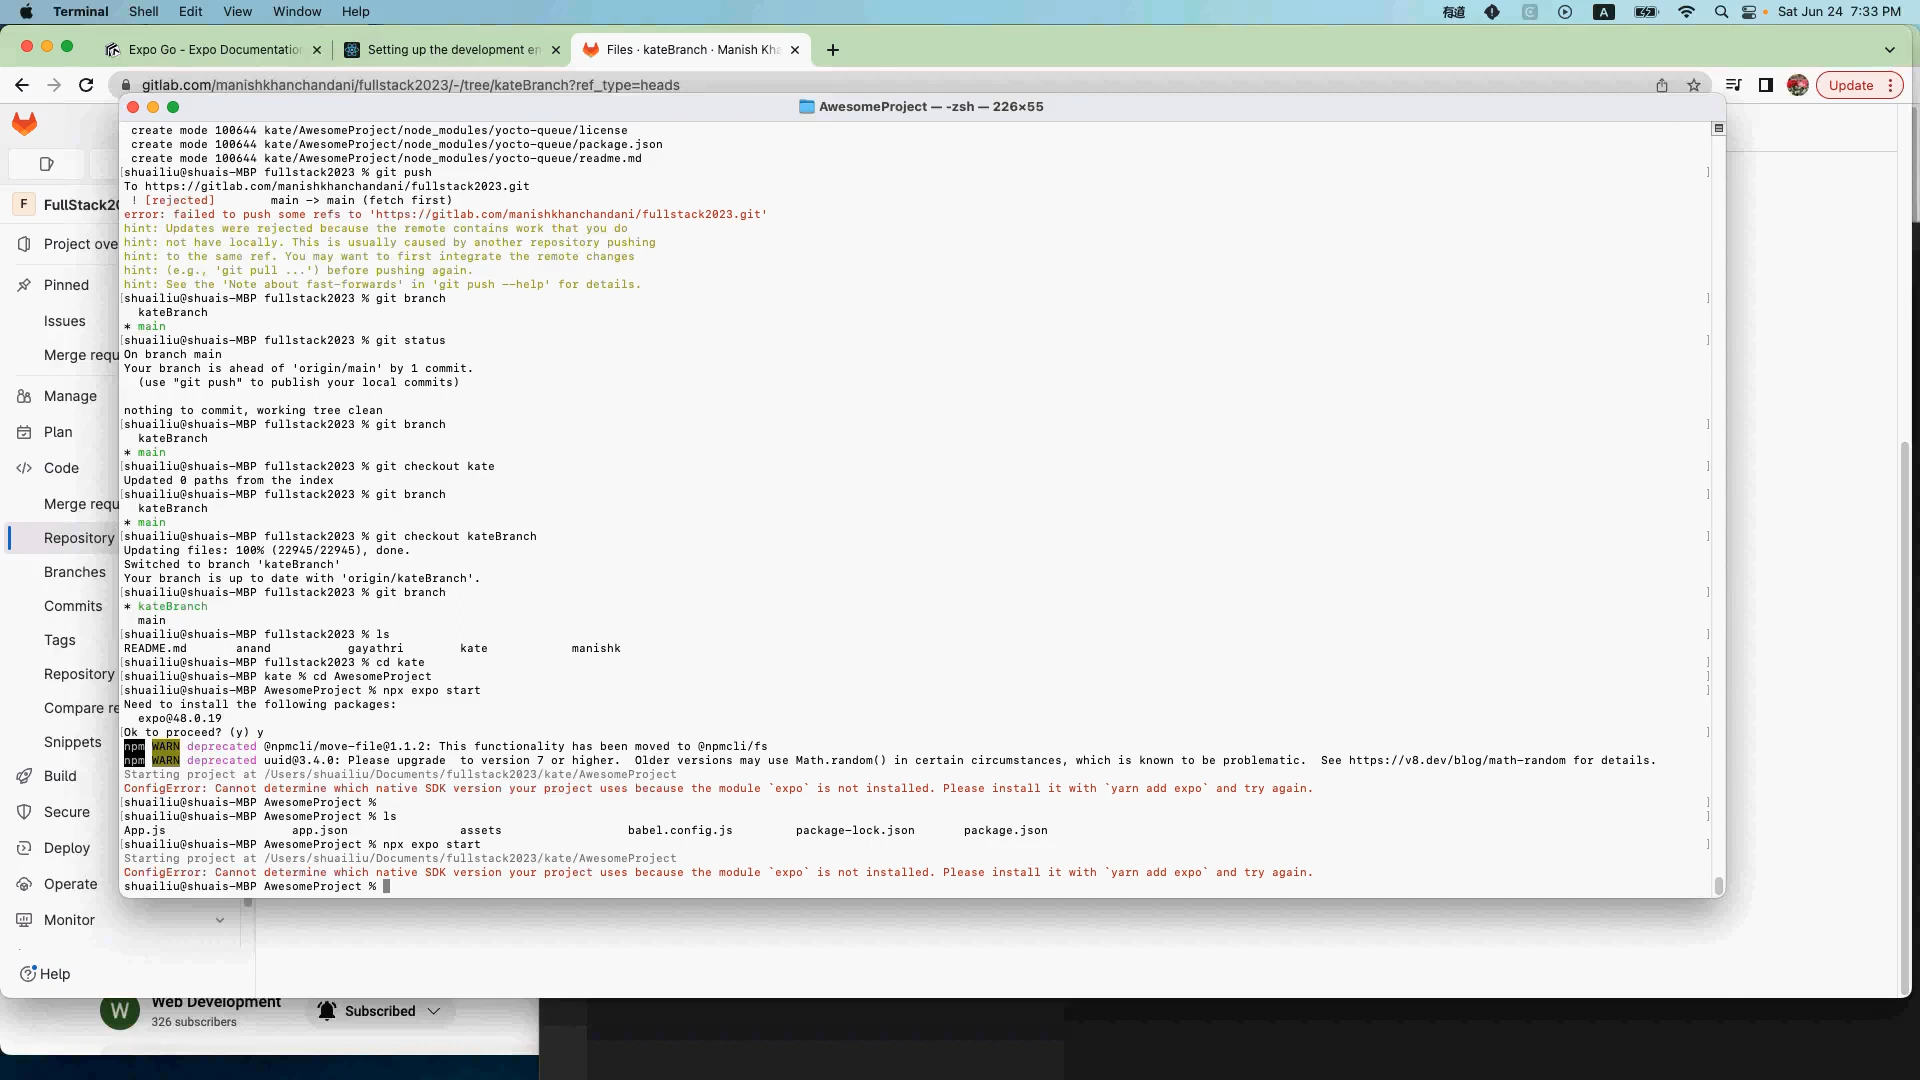 Terminal Shell Edit View Window Help
有道 A Sat Jun 24 7:33 PM
Expo Go - Expo Documentation
Setting up the development en
Files · kateBranch · Manish Kha
gitlab.com/manishkhanchandani/fullstack2023/-/tree/kateBranch?ref_type=heads
Update
AwesomeProject — -zsh — 226×55
F FullStack20
Project ove
Pinned
Issues
Merge requ
Manage
Plan
Code
Merge requ
Repository
Branches
Commits
Tags
Repository
Compare re
Snippets
Build
Secure
Deploy
Operate
Monitor
Help
create mode 100644 kate/AwesomeProject/node_modules/yocto-queue/license
create mode 100644 kate/AwesomeProject/node_modules/yocto-queue/package.json
create mode 100644 kate/AwesomeProject/node_modules/yocto-queue/readme.md
[shuailiu@shuais-MBP fullstack2023 % git push ]
To https://gitlab.com/manishkhanchandani/fullstack2023.git
! [rejected] main -> main (fetch first)
error: failed to push some refs to 'https://gitlab.com/manishkhanchandani/fullstack2023.git'
hint: Updates were rejected because the remote contains work that you do
hint: not have locally. This is usually caused by another repository pushing
hint: to the same ref. You may want to first integrate the remote changes
hint: (e.g., 'git pull ...') before pushing again.
hint: See the 'Note about fast-forwards' in 'git push --help' for details.
[shuailiu@shuais-MBP fullstack2023 % git branch ]
kateBranch
* main
[shuailiu@shuais-MBP fullstack2023 % git status ]
On branch main
Your branch is ahead of 'origin/main' by 1 commit.
(use "git push" to publish your local commits)
nothing to commit, working tree clean
[shuailiu@shuais-MBP fullstack2023 % git branch ]
kateBranch
* main
[shuailiu@shuais-MBP fullstack2023 % git checkout kate ]
Updated 0 paths from the index
[shuailiu@shuais-MBP fullstack2023 % git branch ]
kateBranch
* main
[shuailiu@shuais-MBP fullstack2023 % git checkout kateBranch ]
Updating files: 100% (22945/22945), done.
Switched to branch 'kateBranch'
Your branch is up to date with 'origin/kateBranch'.
[shuailiu@shuais-MBP fullstack2023 % git branch ]
* kateBranch
main
[shuailiu@shuais-MBP fullstack2023 % ls ]
README.md anand gayathri kate manishk
[shuailiu@shuais-MBP fullstack2023 % cd kate ]
[shuailiu@shuais-MBP kate % cd AwesomeProject ]
[shuailiu@shuais-MBP AwesomeProject % npx expo start ]
Need to install the following packages:
expo@48.0.19
[Ok to proceed? (y) y ]
npm WARN deprecated @npmcli/move-file@1.1.2: This functionality has been moved to @npmcli/fs
npm WARN deprecated uuid@3.4.0: Please upgrade  to version 7 or higher.  Older versions may use Math.random() in certain circumstances, which is known to be problematic.  See https://v8.dev/blog/math-random for details.
Starting project at /Users/shuailiu/Documents/fullstack2023/kate/AwesomeProject
ConfigError: Cannot determine which native SDK version your project uses because the module `expo` is not installed. Please install it with `yarn add expo` and try again.
[shuailiu@shuais-MBP AwesomeProject % ]
[shuailiu@shuais-MBP AwesomeProject % ls ]
App.js app.json assets babel.config.js package-lock.json package.json
[shuailiu@shuais-MBP AwesomeProject % npx expo start ]
Starting project at /Users/shuailiu/Documents/fullstack2023/kate/AwesomeProject
ConfigError: Cannot determine which native SDK version your project uses because the module `expo` is not installed. Please install it with `yarn add expo` and try again.
shuailiu@shuais-MBP AwesomeProject %
W Web Development
326 subscribers
Subscribed